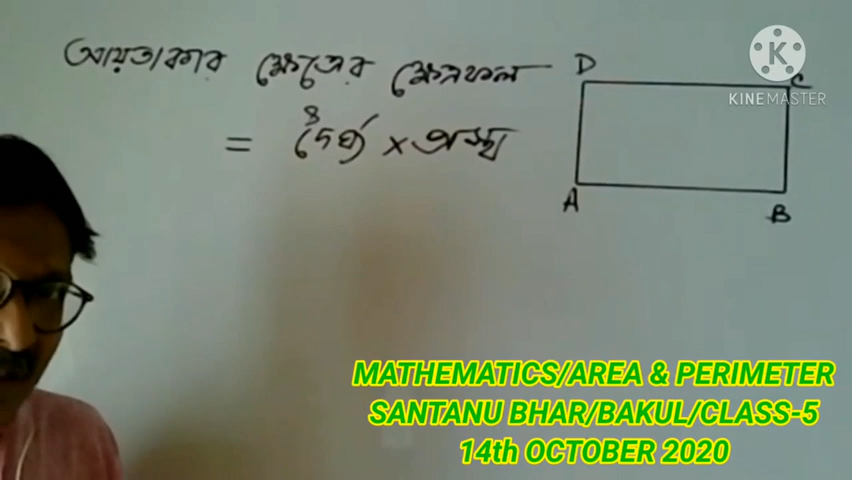 আয়তাকার ক্ষেত্রের ক্ষেত্রফল
= দৈর্ঘ্য × প্রস্থ
D
C
A
B
KINEMASTER
MATHEMATICS/AREA & PERIMETER
SANTANU BHAR/BAKUL/CLASS-5
14th OCTOBER 2020